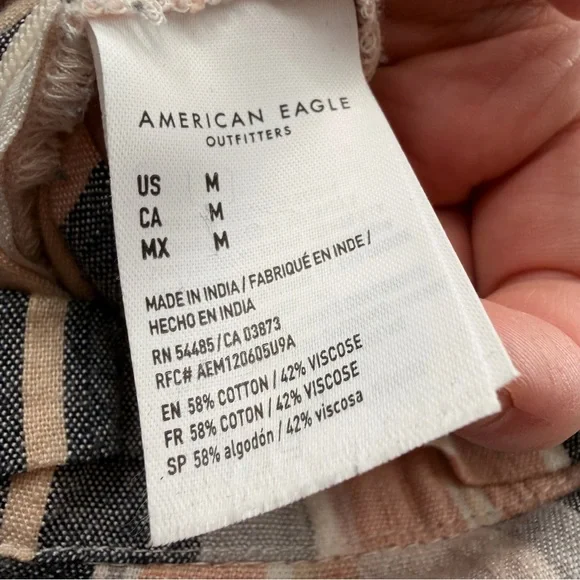 AMERICAN EAGLE
OUTFITTERS
US M
CA M
MX M
MADE IN INDIA / FABRIQUÉ EN INDE /
HECHO EN INDIA
RN 54485 / CA 03873
RFC# AEM120605U9A
EN 58% COTTON / 42% VISCOSE
FR 58% COTON / 42% VISCOSE
SP 58% algodón / 42% viscosa